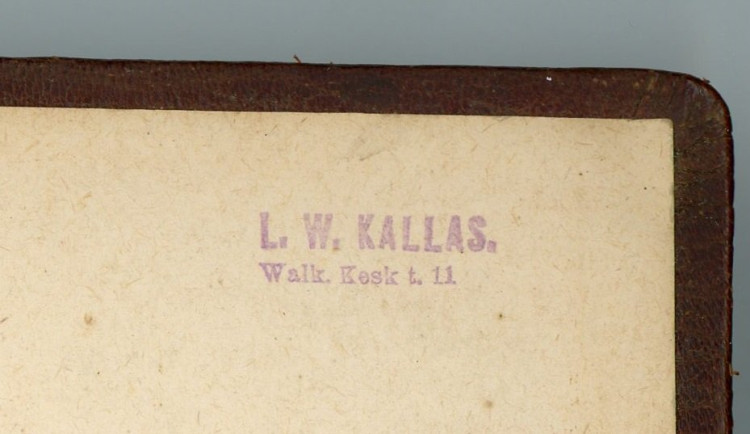 L. W. KALLAS.
Walk. Kesk t. 11